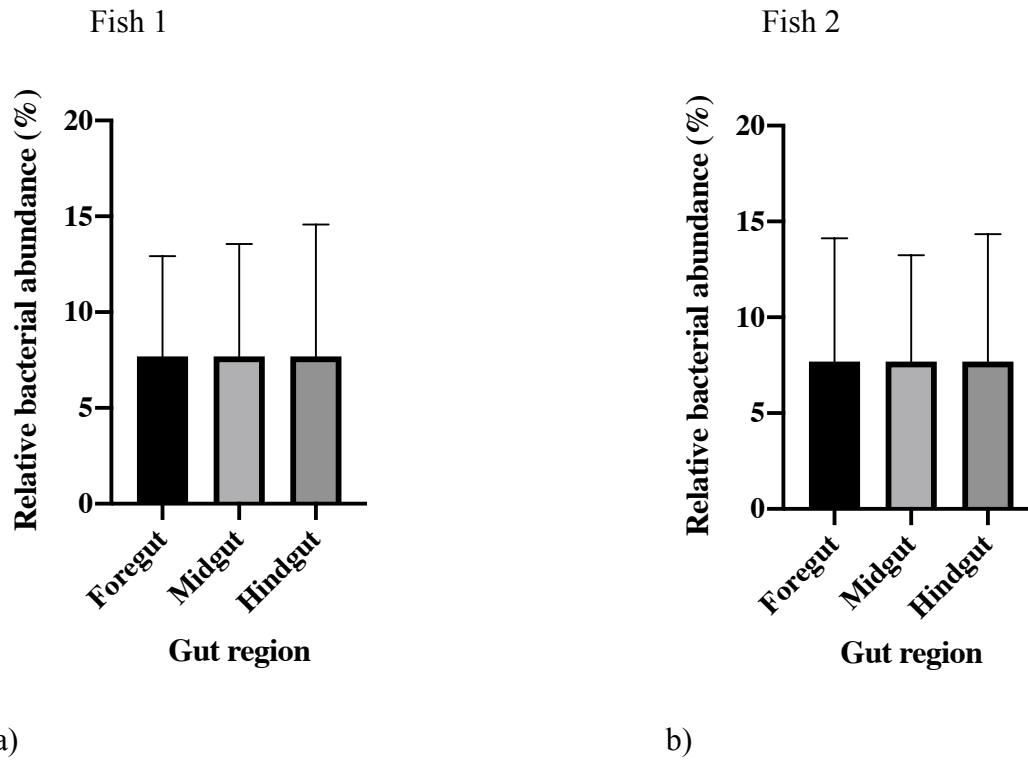 Fish 1
Relative bacterial abundance (%)
20
15
10
5
0
Foregut
Midgut
Hindgut
Gut region
a)
Fish 2
Relative bacterial abundance (%)
20
15
10
5
0
Foregut
Midgut
Hindgut
Gut region
b)